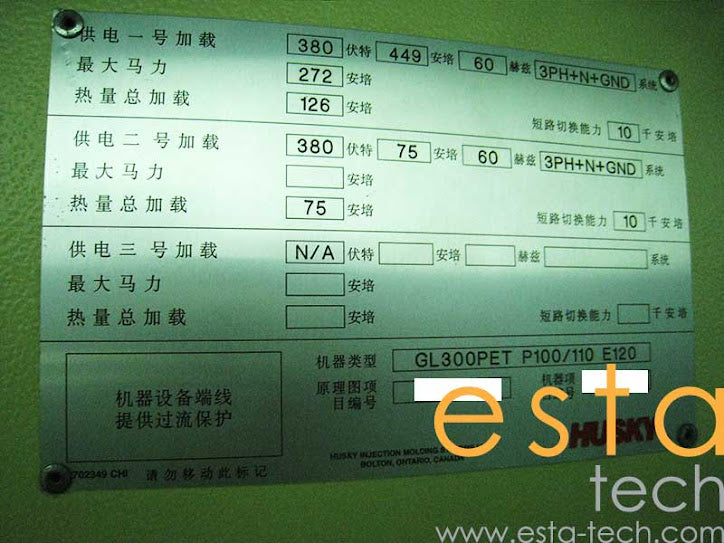 供电一号加载 380 伏特 449 安培 60 赫兹 3PH+N+GND 系统
最大马力 272 安培
热量总加载 126 安培 短路切换能力 10 千安培
供电二号加载 380 伏特 75 安培 60 赫兹 3PH+N+GND 系统
最大马力 安培
热量总加载 75 安培 短路切换能力 10 千安培
供电三号加载 N/A 伏特 安培 赫兹 系统
最大马力 安培
热量总加载 安培 短路切换能力 千安培
机器类型 GL300PET P100/110 E120
机器设备端线
提供过流保护
原理图项
目编号
机器项
HUSKY
HUSKY INJECTION MOLDING
BOLTON, ONTARIO, CANADA
702349 CHI 请勿移动此标记
esta
tech
www.esta-tech.com